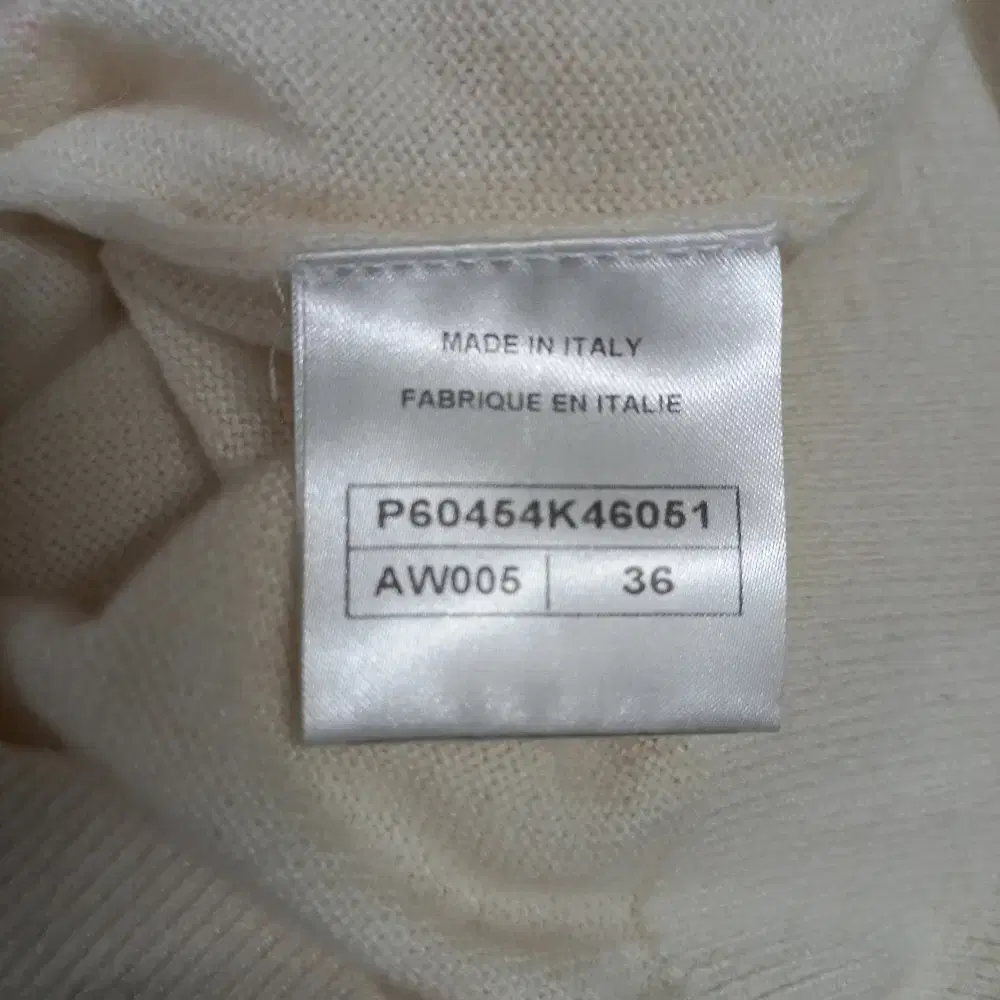 MADE IN ITALY
FABRIQUE EN ITALIE
P60454K46051
AW005 36